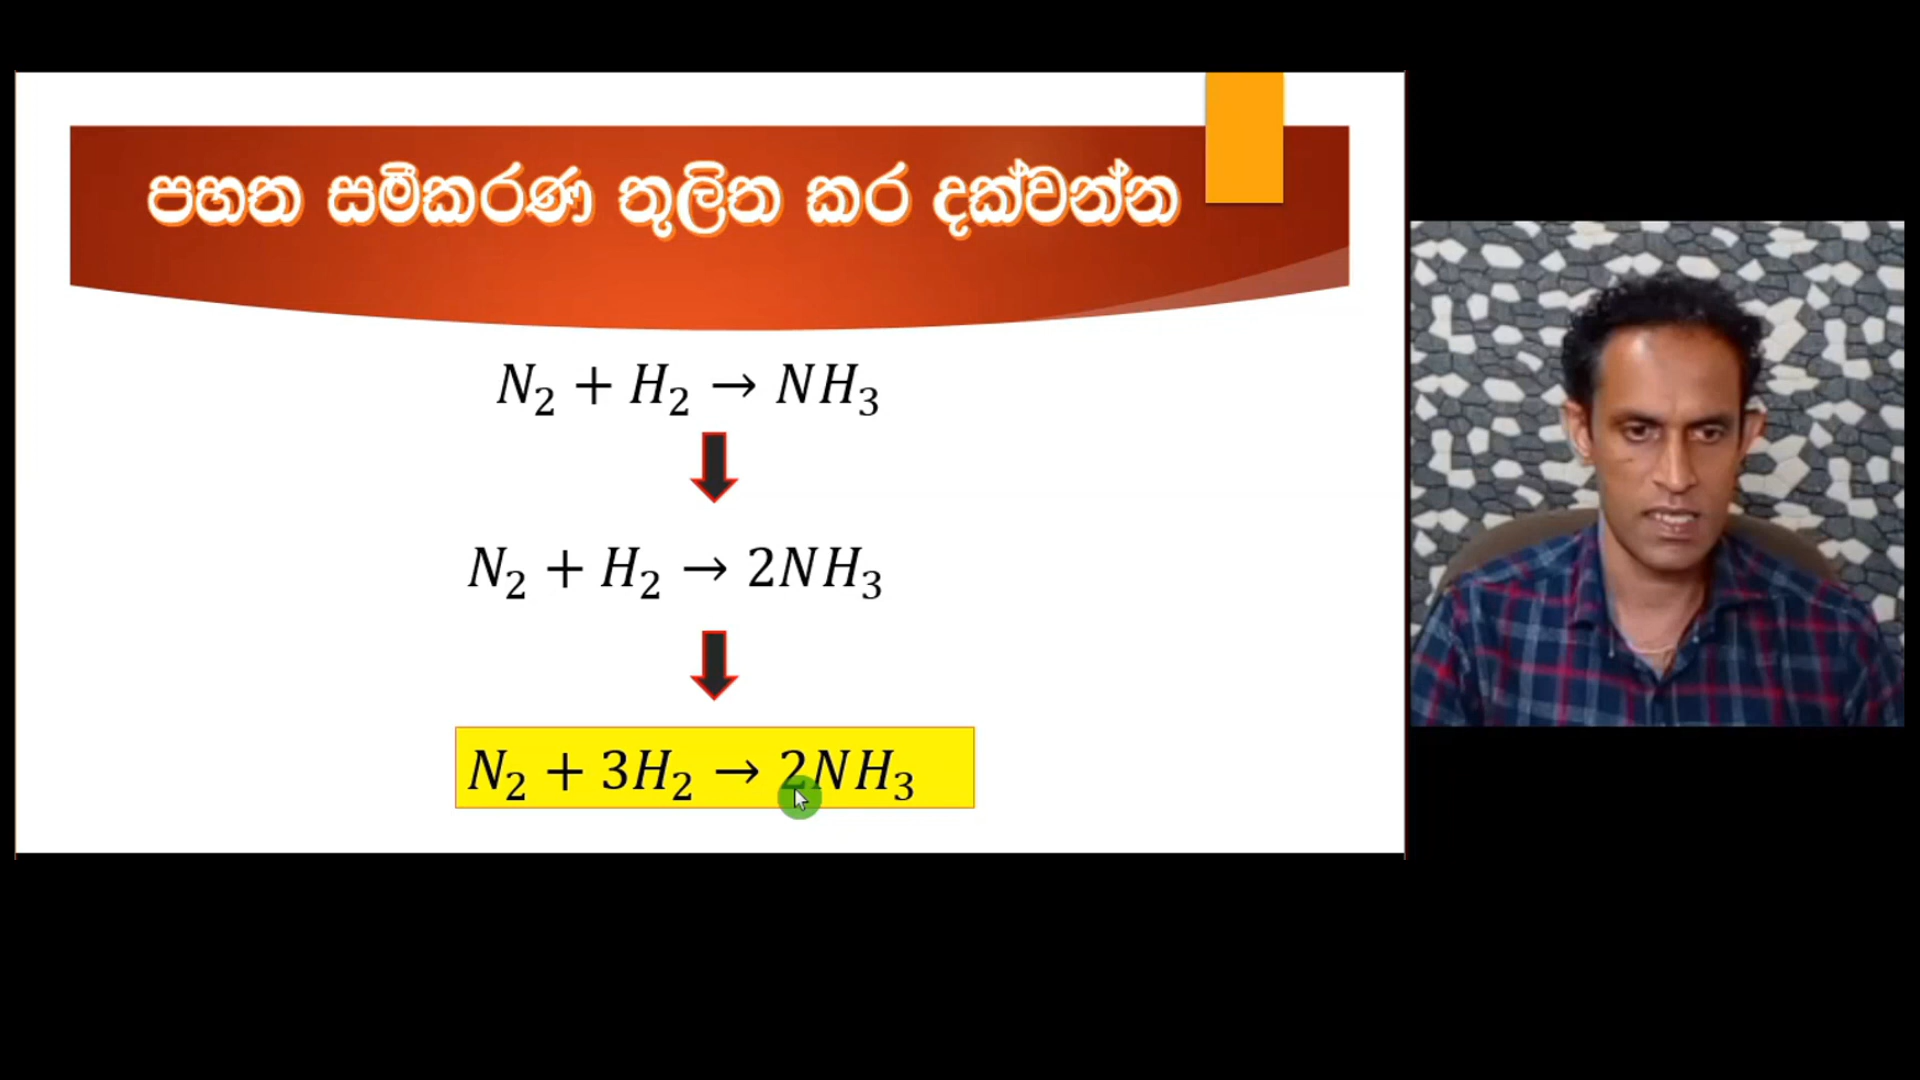 පහත සමීකරණ තුලිත කර දක්වන්න
N₂ + H₂ → NH₃
N₂ + H₂ → 2NH₃
N₂ + 3H₂ → 2NH₃